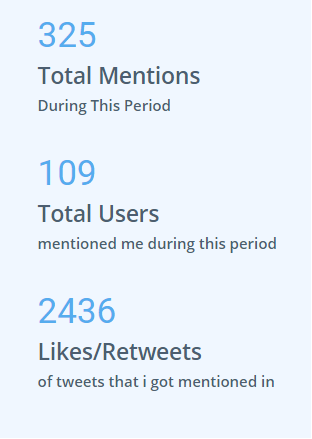 325
Total Mentions
During This Period
109
Total Users
mentioned me during this period
2436
Likes/Retweets
of tweets that i got mentioned in